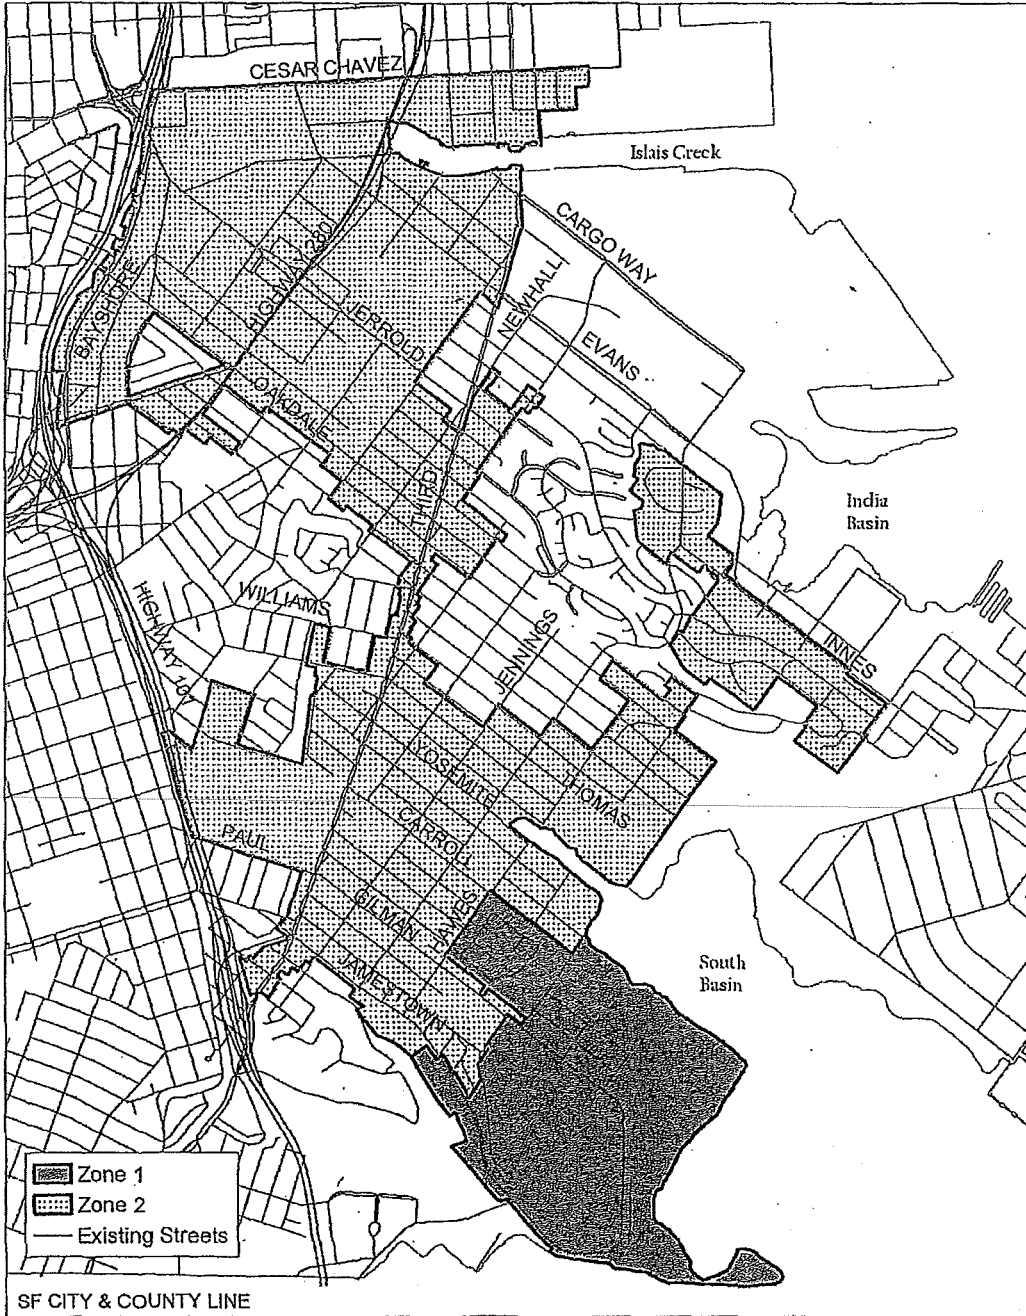 CESAR CHAVEZ
Islais Creek
CARGO WAY
HIGHWAY 280
NEWHALL
BAYSHORE
JERROLD
EVANS
OAKDALE
THIRD
India
Basin
WILLIAMS
HIGHWAY 101
JENNINGS
INNES
YOSEMITE
THOMAS
CARROLL
PAUL
GILMAN
INGALLS
JAMESTOWN
South
Basin
Zone 1
Zone 2
Existing Streets
SF CITY & COUNTY LINE